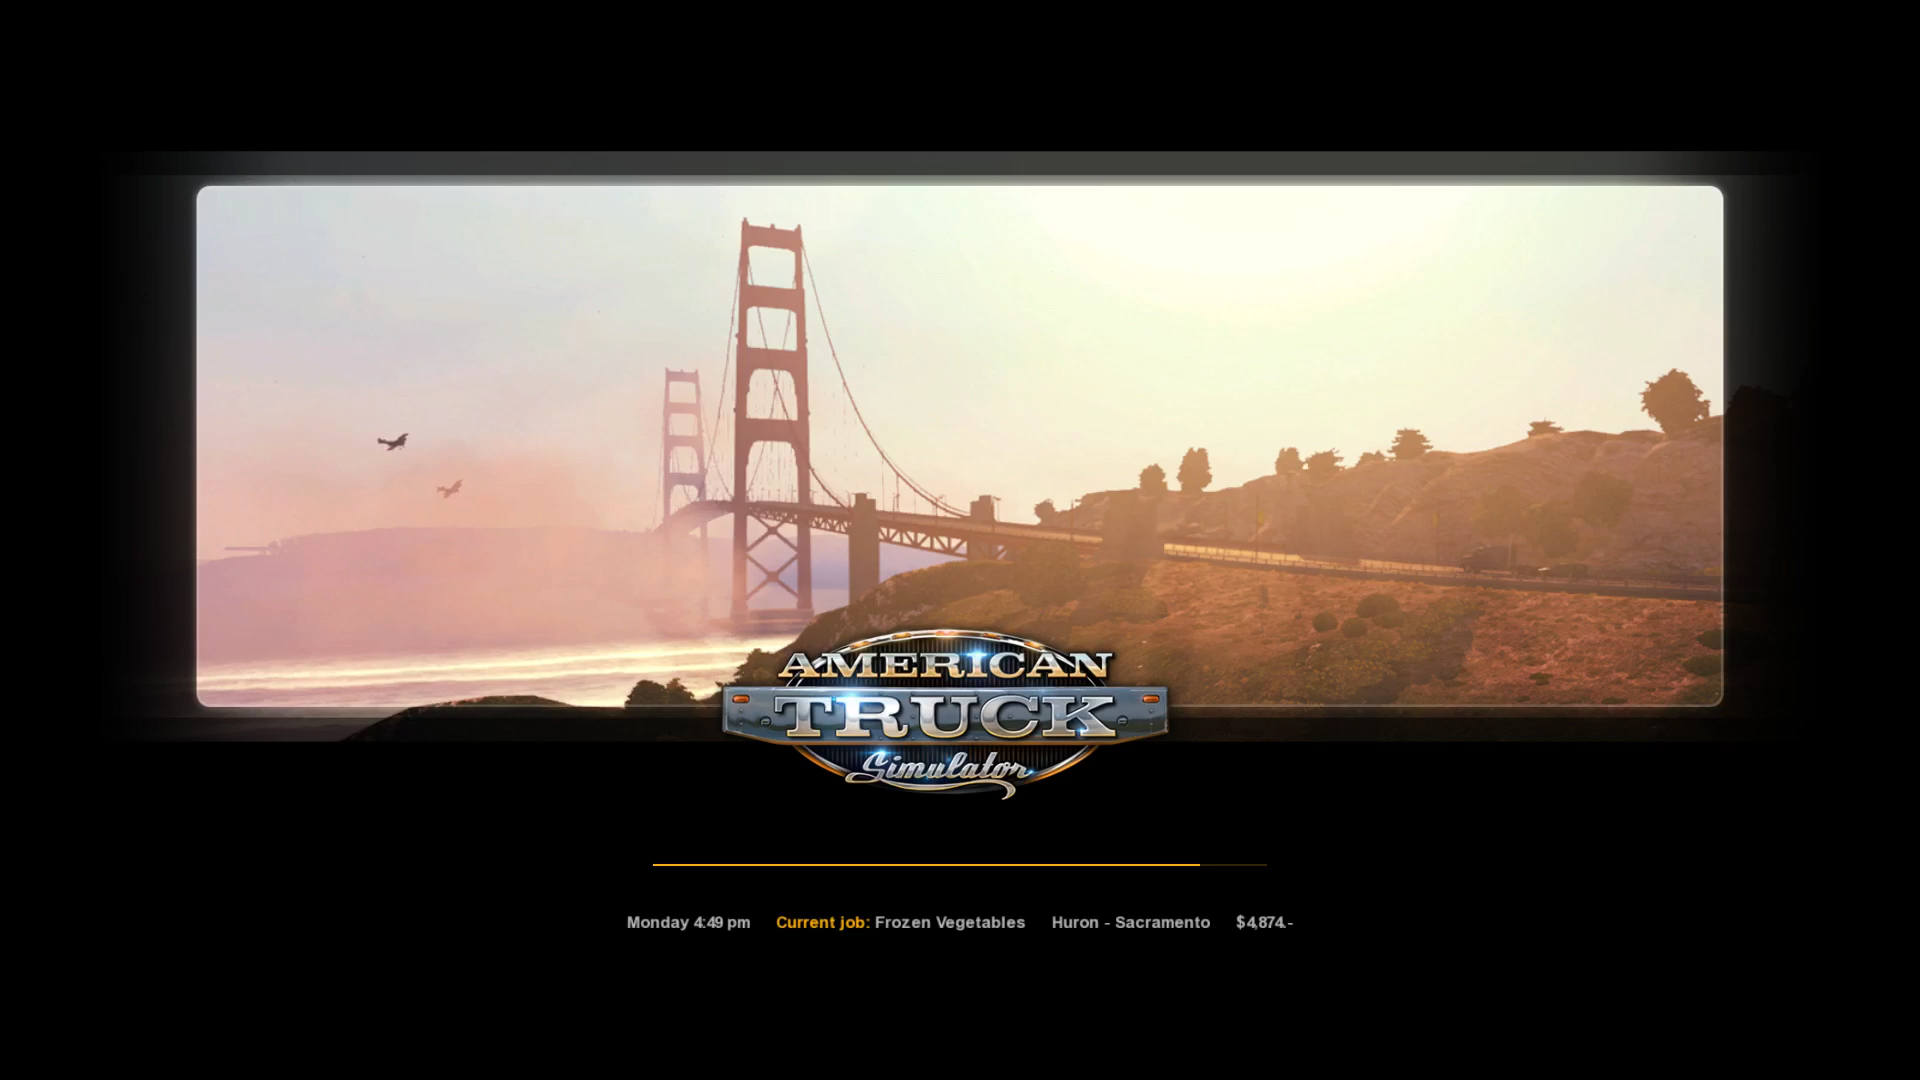 AMERICAN
TRUCK
Simulator
Monday 4:49 pm Current job: Frozen Vegetables Huron - Sacramento $4,874.-